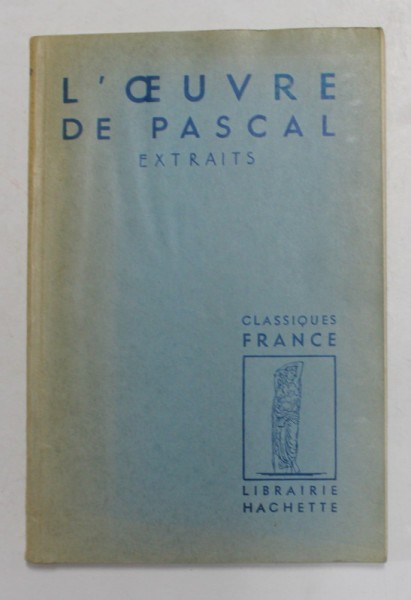 L'ŒUVRE
DE PASCAL
EXTRAITS
CLASSIQUES
FRANCE
LIBRAIRIE
HACHETTE